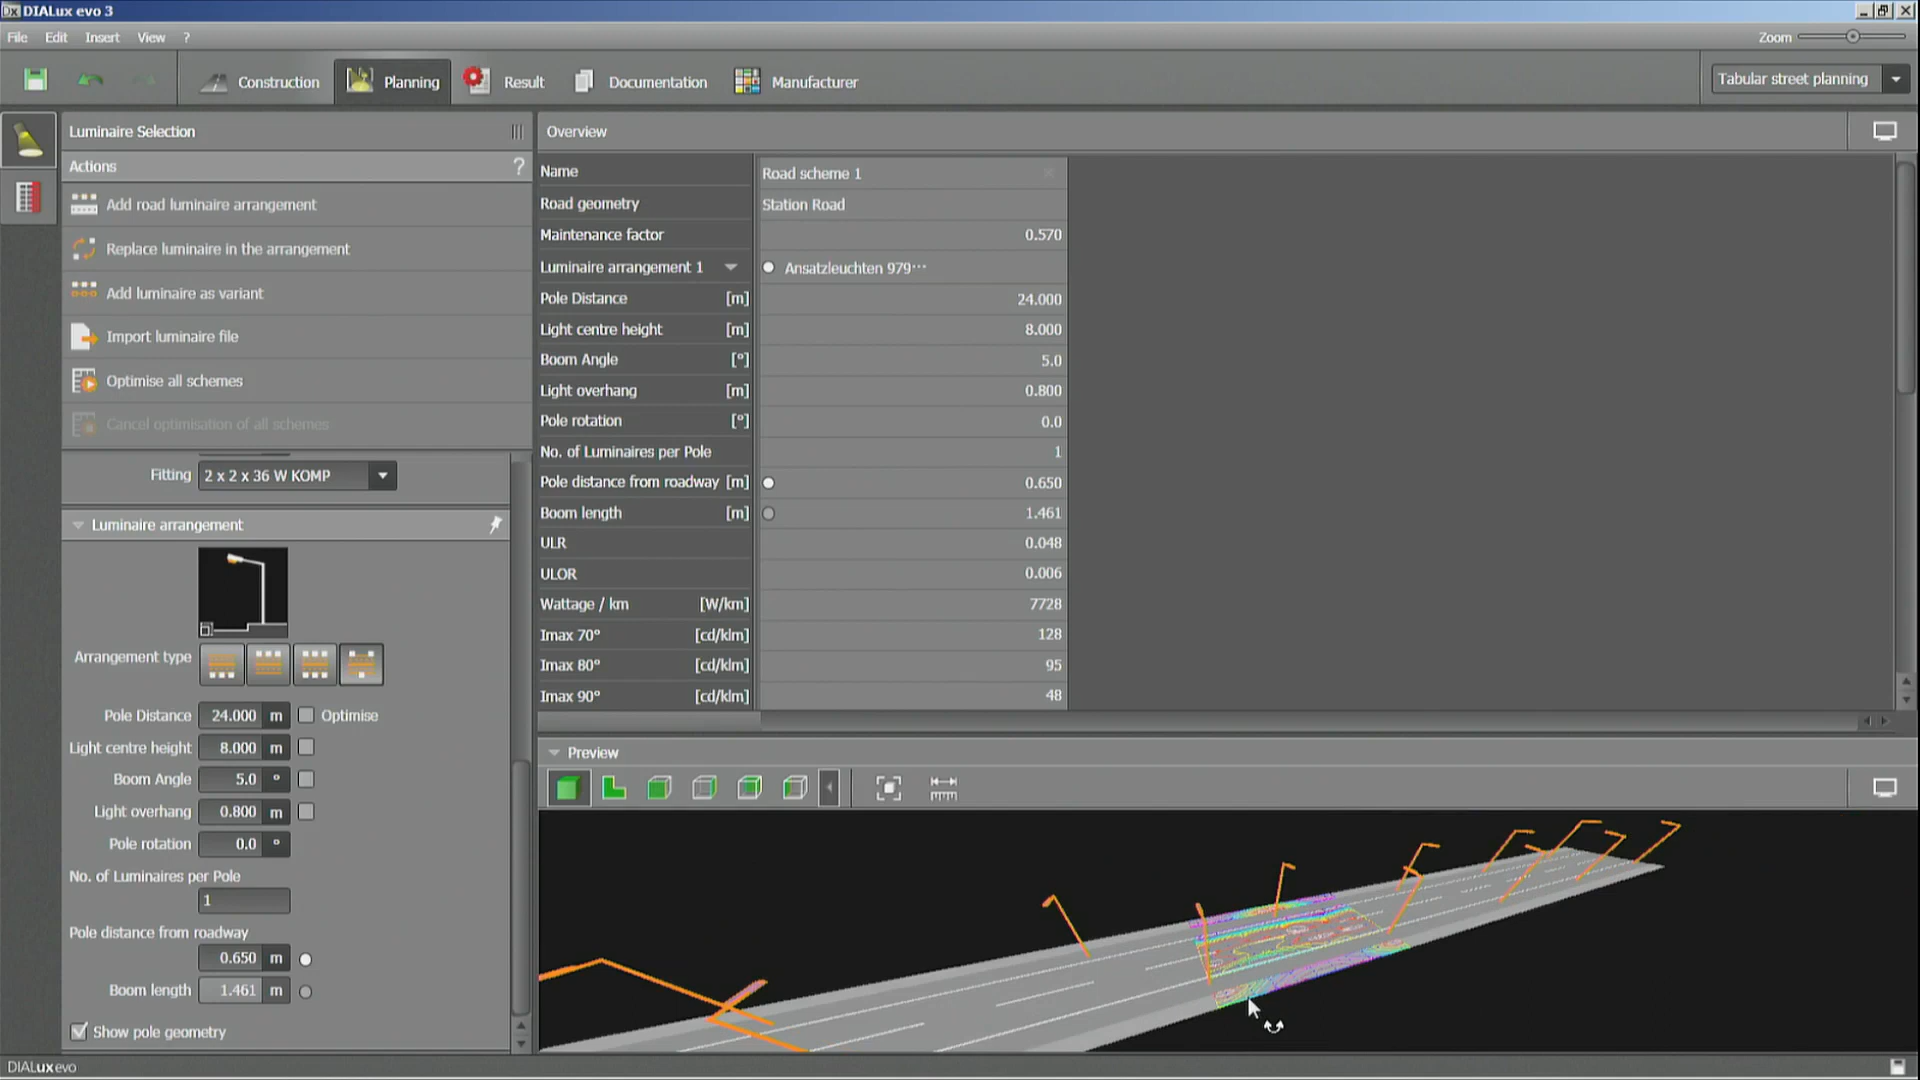 DX DIALux evo 3
File Edit Insert View ?
Zoom
Construction Planning Result Documentation Manufacturer
Tabular street planning
Luminaire Selection
Actions ?
Add road luminaire arrangement
Replace luminaire in the arrangement
Add luminaire as variant
Import luminaire file
Optimise all schemes
Cancel optimisation of all schemes
Fitting 2 x 2 x 36 W KOMP
Luminaire arrangement
Arrangement type
Pole Distance 24.000 m Optimise
Light centre height 8.000 m
Boom Angle 5.0 °
Light overhang 0.800 m
Pole rotation 0.0 °
No. of Luminaires per Pole
1
Pole distance from roadway
0.650 m
Boom length 1.461 m
Show pole geometry
Overview
Name Road scheme 1
Road geometry Station Road
Maintenance factor 0.570
Luminaire arrangement 1 Ansatzleuchten 979···
Pole Distance [m] 24.000
Light centre height [m] 8.000
Boom Angle [°] 5.0
Light overhang [m] 0.800
Pole rotation [°] 0.0
No. of Luminaires per Pole 1
Pole distance from roadway [m] 0.650
Boom length [m] 1.461
ULR 0.048
ULOR 0.006
Wattage / km [W/km] 7728
Imax 70° [cd/klm] 128
Imax 80° [cd/klm] 95
Imax 90° [cd/klm] 48
Preview
DIALux evo